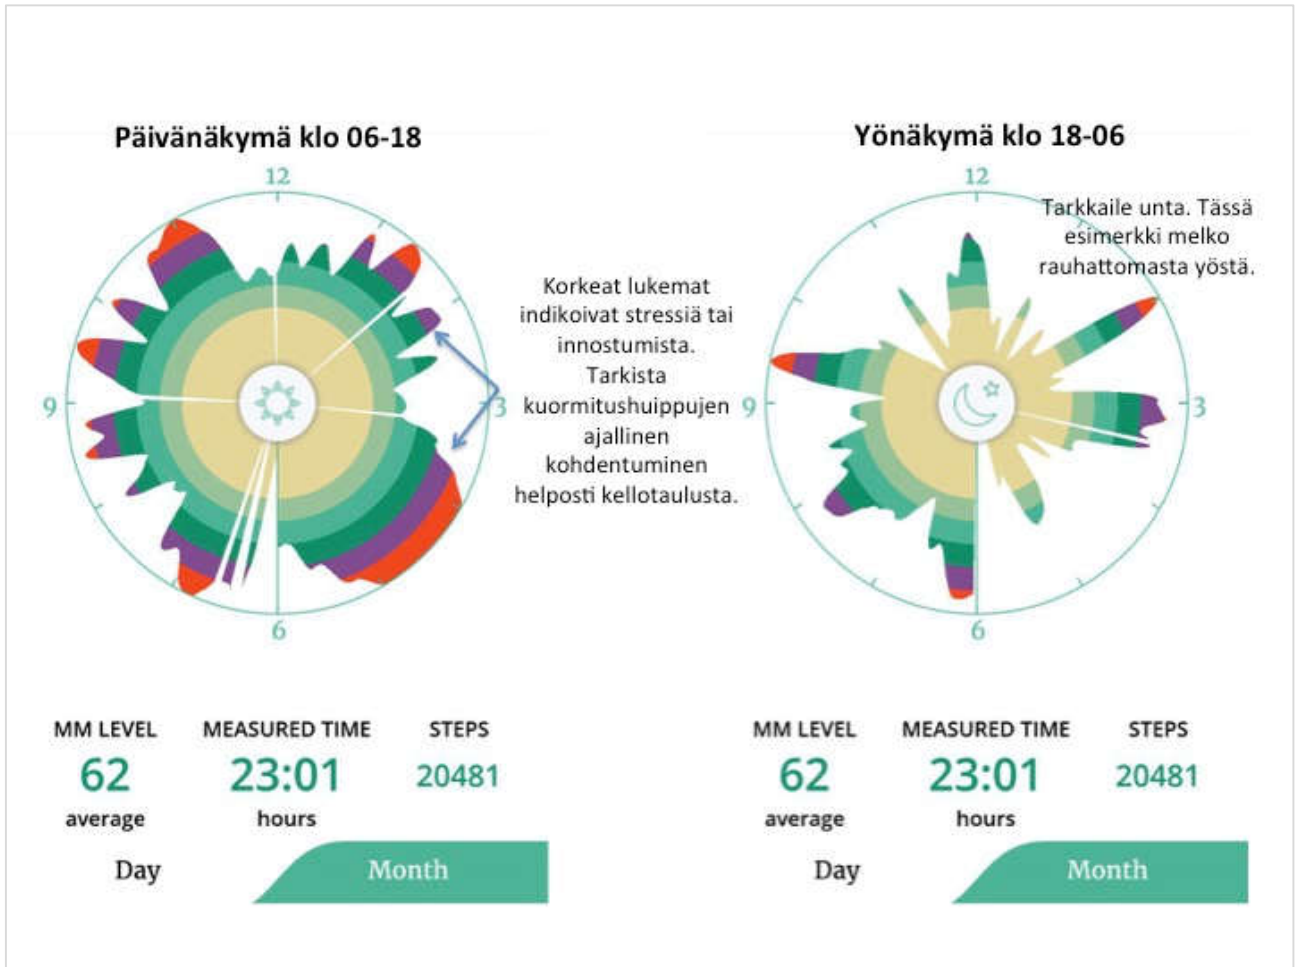 Päivänäkymä klo 06-18
12
9
3
6
Korkeat lukemat
indikoivat stressiä tai
innostumista.
Tarkista
kuormitushuippujen
ajallinen
kohdentuminen
helposti kellotaulusta.
Yönäkymä klo 18-06
12
Tarkkaile unta. Tässä
esimerkki melko
rauhattomasta yöstä.
9
3
6
MM LEVEL
62
average
MEASURED TIME
23:01
hours
STEPS
20481
Day
Month
MM LEVEL
62
average
MEASURED TIME
23:01
hours
STEPS
20481
Day
Month